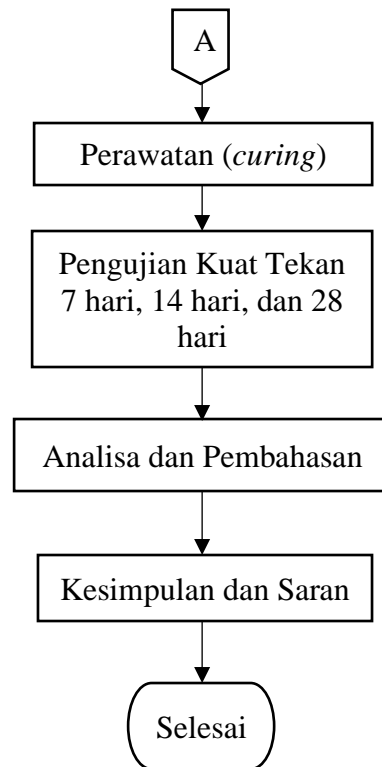 A
Perawatan (curing)
Pengujian Kuat Tekan
7 hari, 14 hari, dan 28
hari
Analisa dan Pembahasan
Kesimpulan dan Saran
Selesai